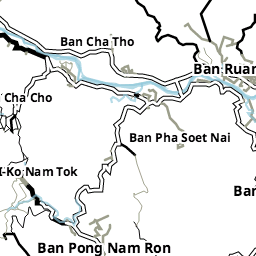 Ban Cha Tho
Ban Ruan
Cha Cho
Ban Pha Soet Nai
I-Ko Nam Tok
Ban
Ban Pong Nam Ron